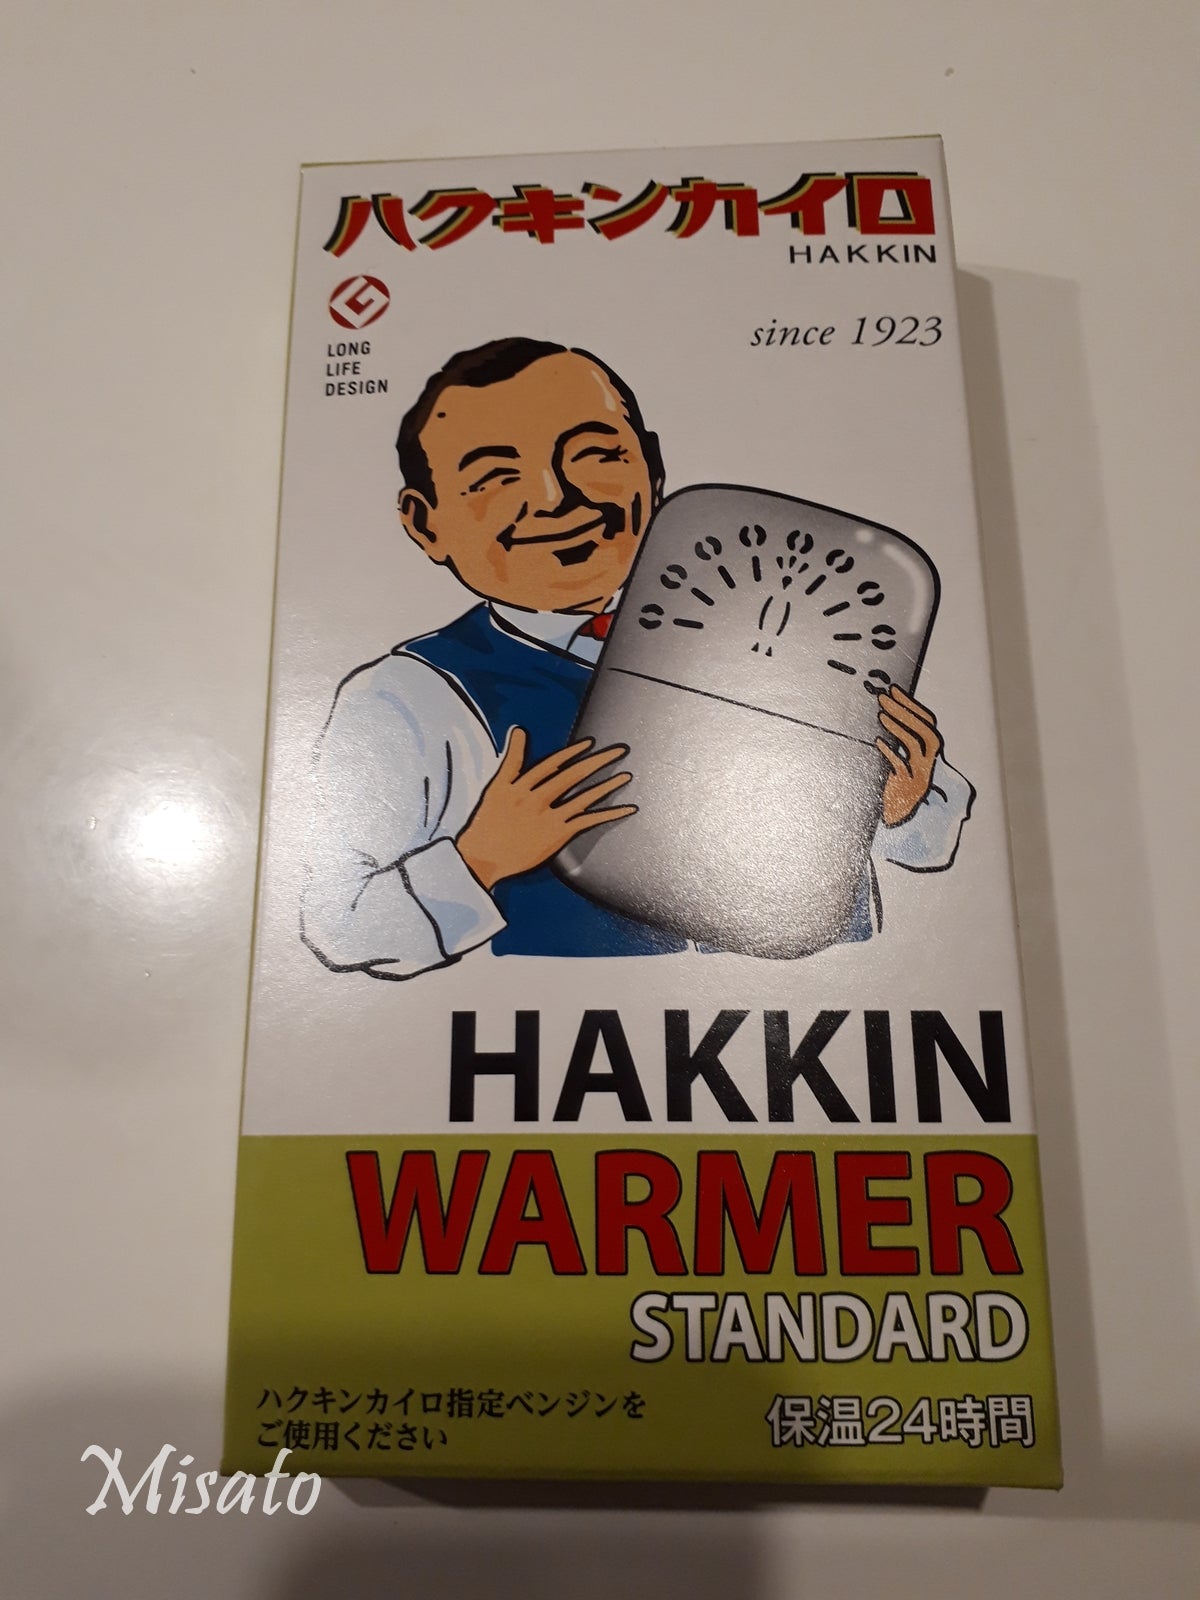 ハクキンカイロ
HAKKIN
since 1923
LONG
LIFE
DESIGN
HAKKIN
WARMER
STANDARD
ハクキンカイロ指定ベンジンを
ご使用ください
保温24時間
Misato